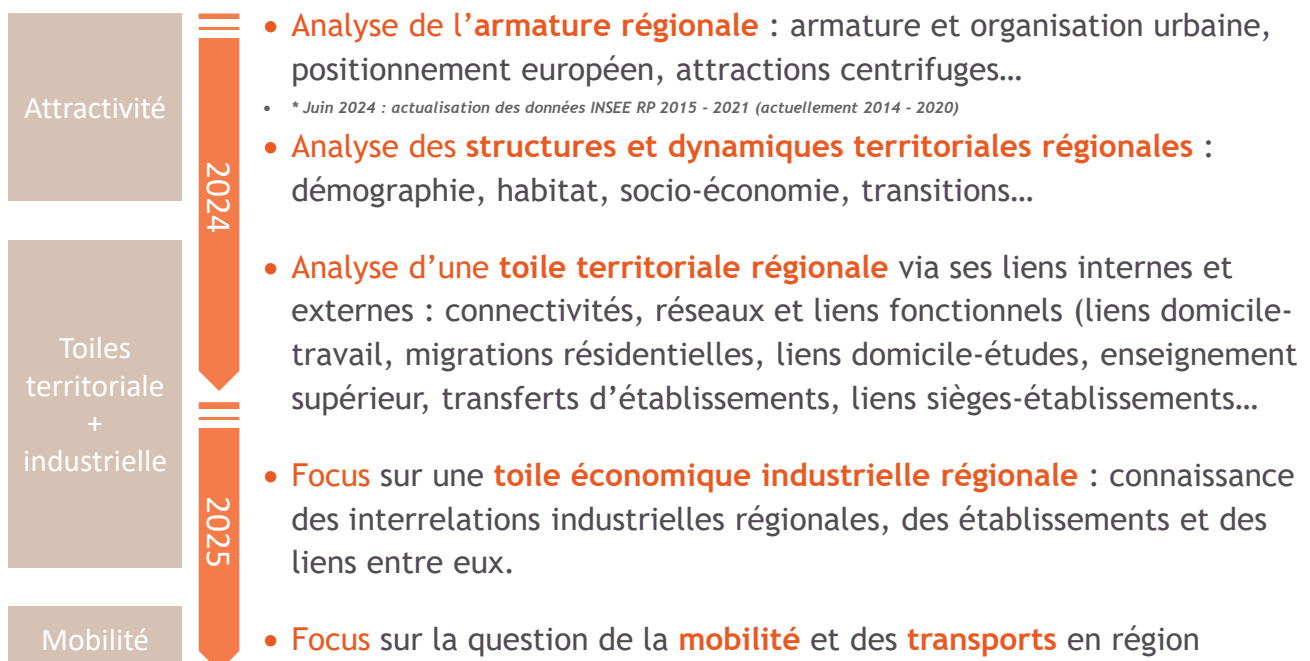 Attractivité
2024
• Analyse de l’armature régionale : armature et organisation urbaine,
positionnement européen, attractions centrifuges…
• * Juin 2024 : actualisation des données INSEE RP 2015 - 2021 (actuellement 2014 - 2020)
• Analyse des structures et dynamiques territoriales régionales :
démographie, habitat, socio-économie, transitions…
Toiles
territoriale
+
industrielle
• Analyse d’une toile territoriale régionale via ses liens internes et
externes : connectivités, réseaux et liens fonctionnels (liens domicile-
travail, migrations résidentielles, liens domicile-études, enseignement
supérieur, transferts d’établissements, liens sièges-établissements…
2025
• Focus sur une toile économique industrielle régionale : connaissance
des interrelations industrielles régionales, des établissements et des
liens entre eux.
Mobilité
• Focus sur la question de la mobilité et des transports en région